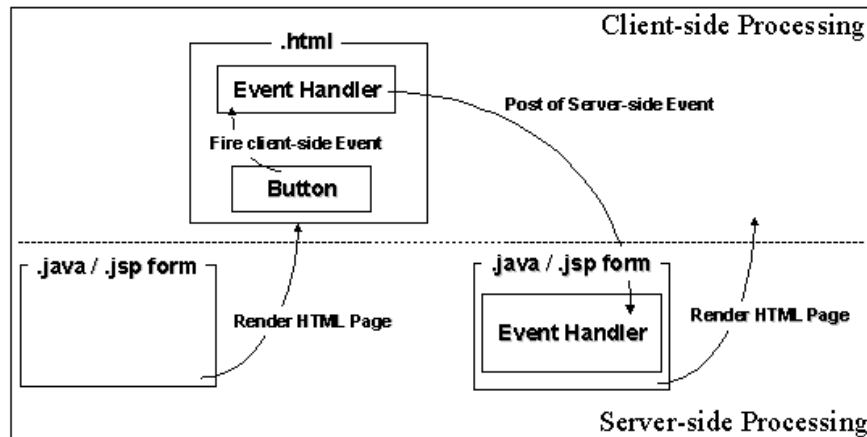 Client-side Processing
.html
Event Handler
Post of Server-side Event
Fire client-side Event
Button
.java / .jsp form
.java / .jsp form
Render HTML Page
Event Handler
Render HTML Page
Server-side Processing